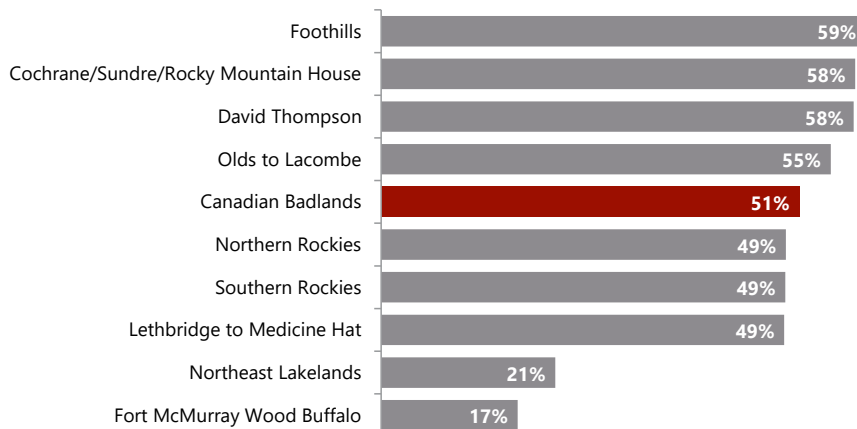 Foothills 59%
Cochrane/Sundre/Rocky Mountain House 58%
David Thompson 58%
Olds to Lacombe 55%
Canadian Badlands 51%
Northern Rockies 49%
Southern Rockies 49%
Lethbridge to Medicine Hat 49%
Northeast Lakelands 21%
Fort McMurray Wood Buffalo 17%